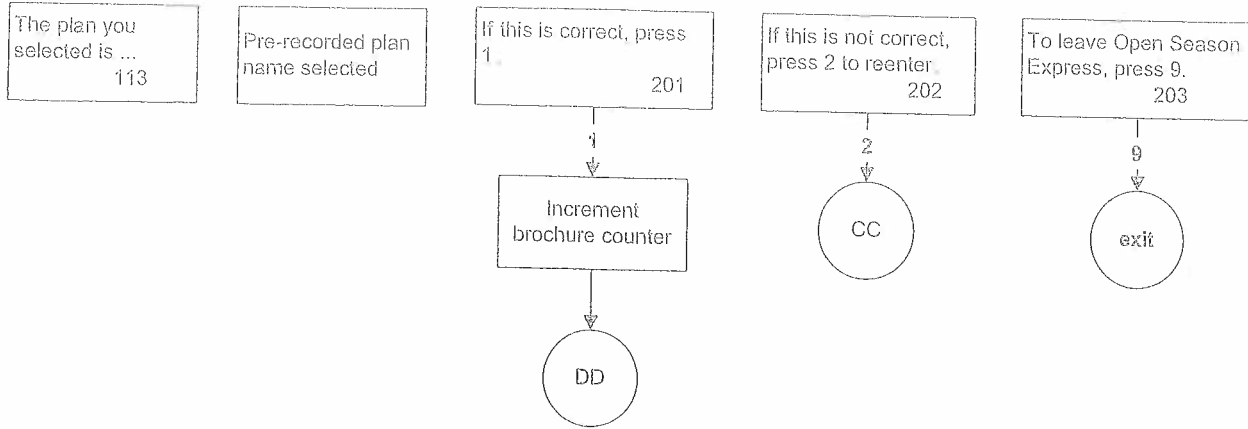 The plan you
selected is ...
113
Pre-recorded plan
name selected
If this is correct, press
1
201
If this is not correct,
press 2 to reenter
202
To leave Open Season
Express, press 9.
203
1
2
9
Increment
brochure counter
CC
exit
DD